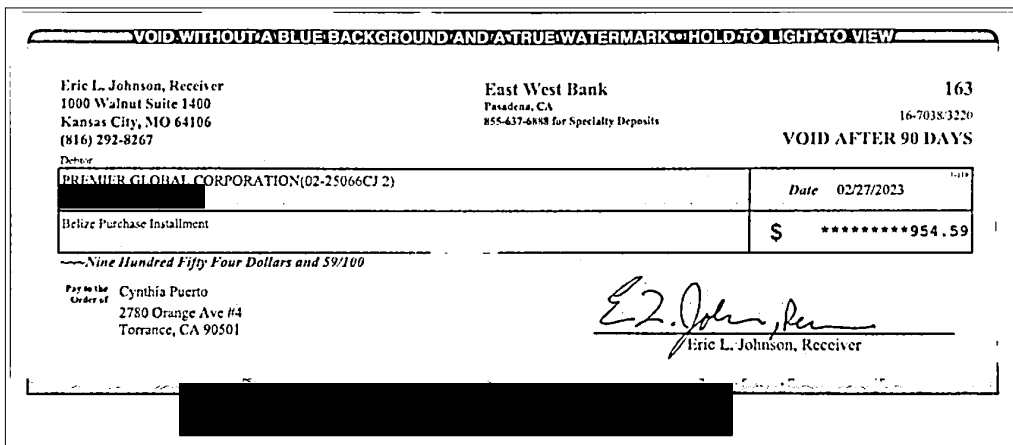 VOID WITHOUT A BLUE BACKGROUND AND A TRUE WATERMARK HOLD TO LIGHT TO VIEW
Eric L. Johnson, Receiver
1000 Walnut Suite 1400
Kansas City, MO 64106
(816) 292-8267
East West Bank
Pasadena, CA
855-637-6888 for Specialty Deposits
163
16-7038/3220
VOID AFTER 90 DAYS
Debtor
PREMIER GLOBAL CORPORATION(02-25066CJ 2)
Date 02/27/2023
Belize Purchase Installment
$ *********954.59
Nine Hundred Fifty Four Dollars and 59/100
Pay to the Order of
Cynthia Puerto
2780 Orange Ave #4
Torrance, CA 90501
Eric L. Johnson, Receiver